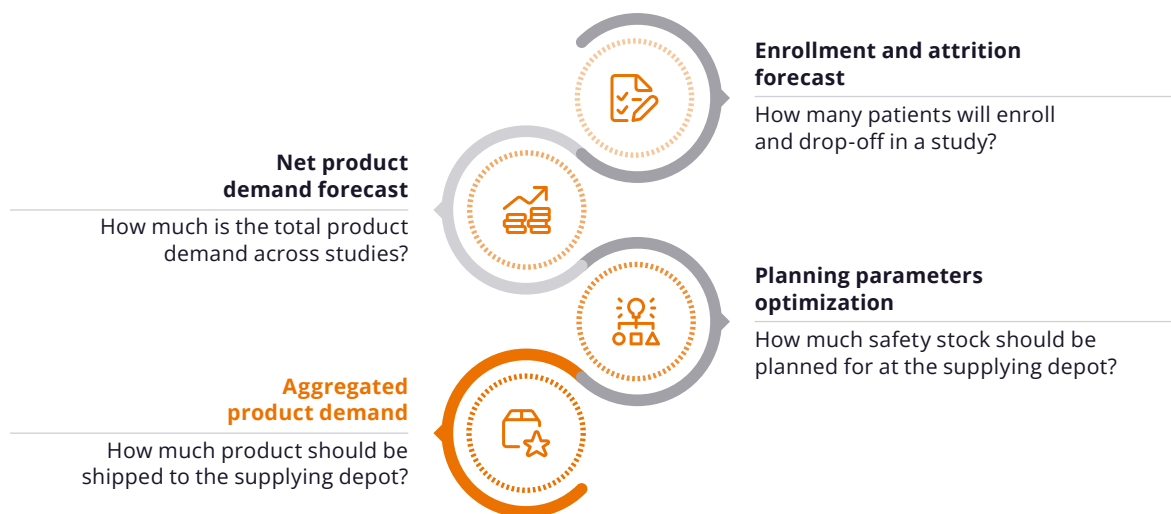 Enrollment and attrition
forecast
How many patients will enroll
and drop-off in a study?
Net product
demand forecast
How much is the total product
demand across studies?
Planning parameters
optimization
How much safety stock should be
planned for at the supplying depot?
Aggregated
product demand
How much product should be
shipped to the supplying depot?